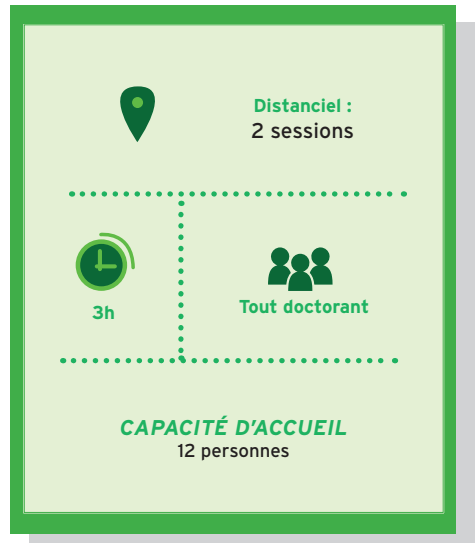 Distanciel :
2 sessions
3h
Tout doctorant
CAPACITÉ D’ACCUEIL
12 personnes